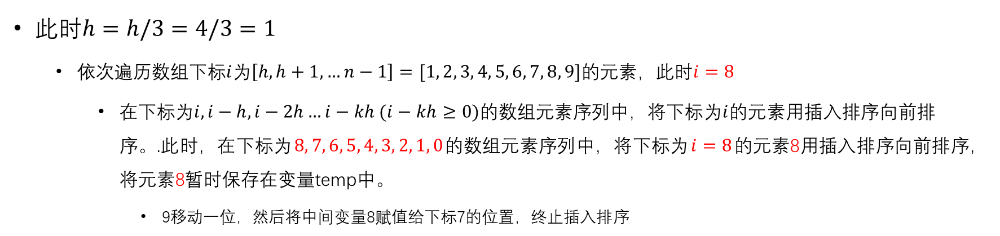 • 此时h = h/3 = 4/3 = 1
• 依次遍历数组下标i为[h, h + 1, … n − 1] = [1, 2, 3, 4, 5, 6, 7, 8, 9]的元素，此时i = 8
• 在下标为i, i − h, i − 2h … i − kh (i − kh ≥ 0)的数组元素序列中，将下标为i的元素用插入排序向前排
序。.此时，在下标为 8, 7, 6, 5, 4, 3, 2, 1, 0 的数组元素序列中，将下标为 i = 8 的元素8用插入排序向前排序，
将元素8暂时保存在变量temp中。
• 9移动一位，然后将中间变量8赋值给下标7的位置，终止插入排序